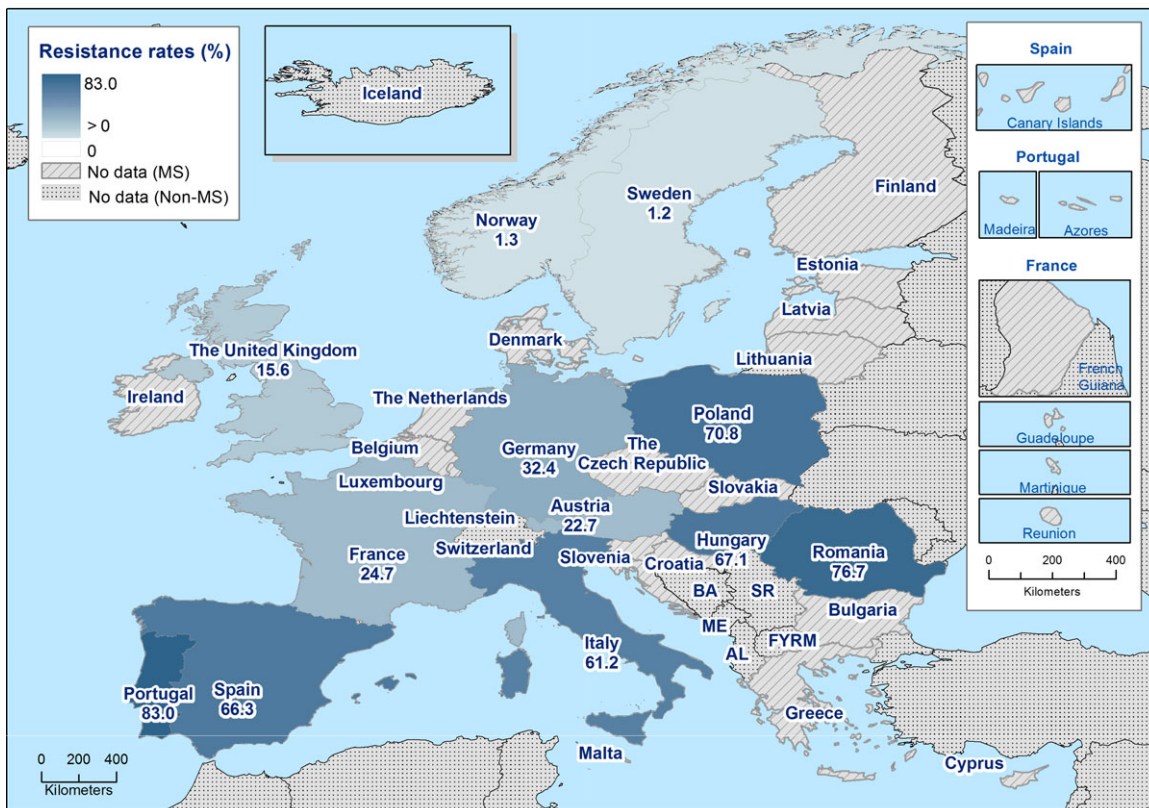 Resistance rates (%)
83.0
> 0
0
No data (MS)
No data (Non-MS)
Iceland
Spain
Canary Islands
Portugal
Madeira
Azores
France
French
Guiana
Guadeloupe
Martinique
Reunion
0 200 400
Kilometers
Finland
Sweden
1.2
Norway
1.3
Estonia
Latvia
Lithuania
Denmark
The United Kingdom
15.6
Ireland
The Netherlands
Belgium
Luxembourg
Germany
32.4
Poland
70.8
The
Czech Republic
Slovakia
Austria
22.7
Liechtenstein
Switzerland
France
24.7
Slovenia
Croatia
Hungary
67.1
Romania
76.7
BA
SR
Bulgaria
ME
FYRM
AL
Italy
61.2
Portugal
83.0
Spain
66.3
Greece
Malta
Cyprus
0 200 400
Kilometers